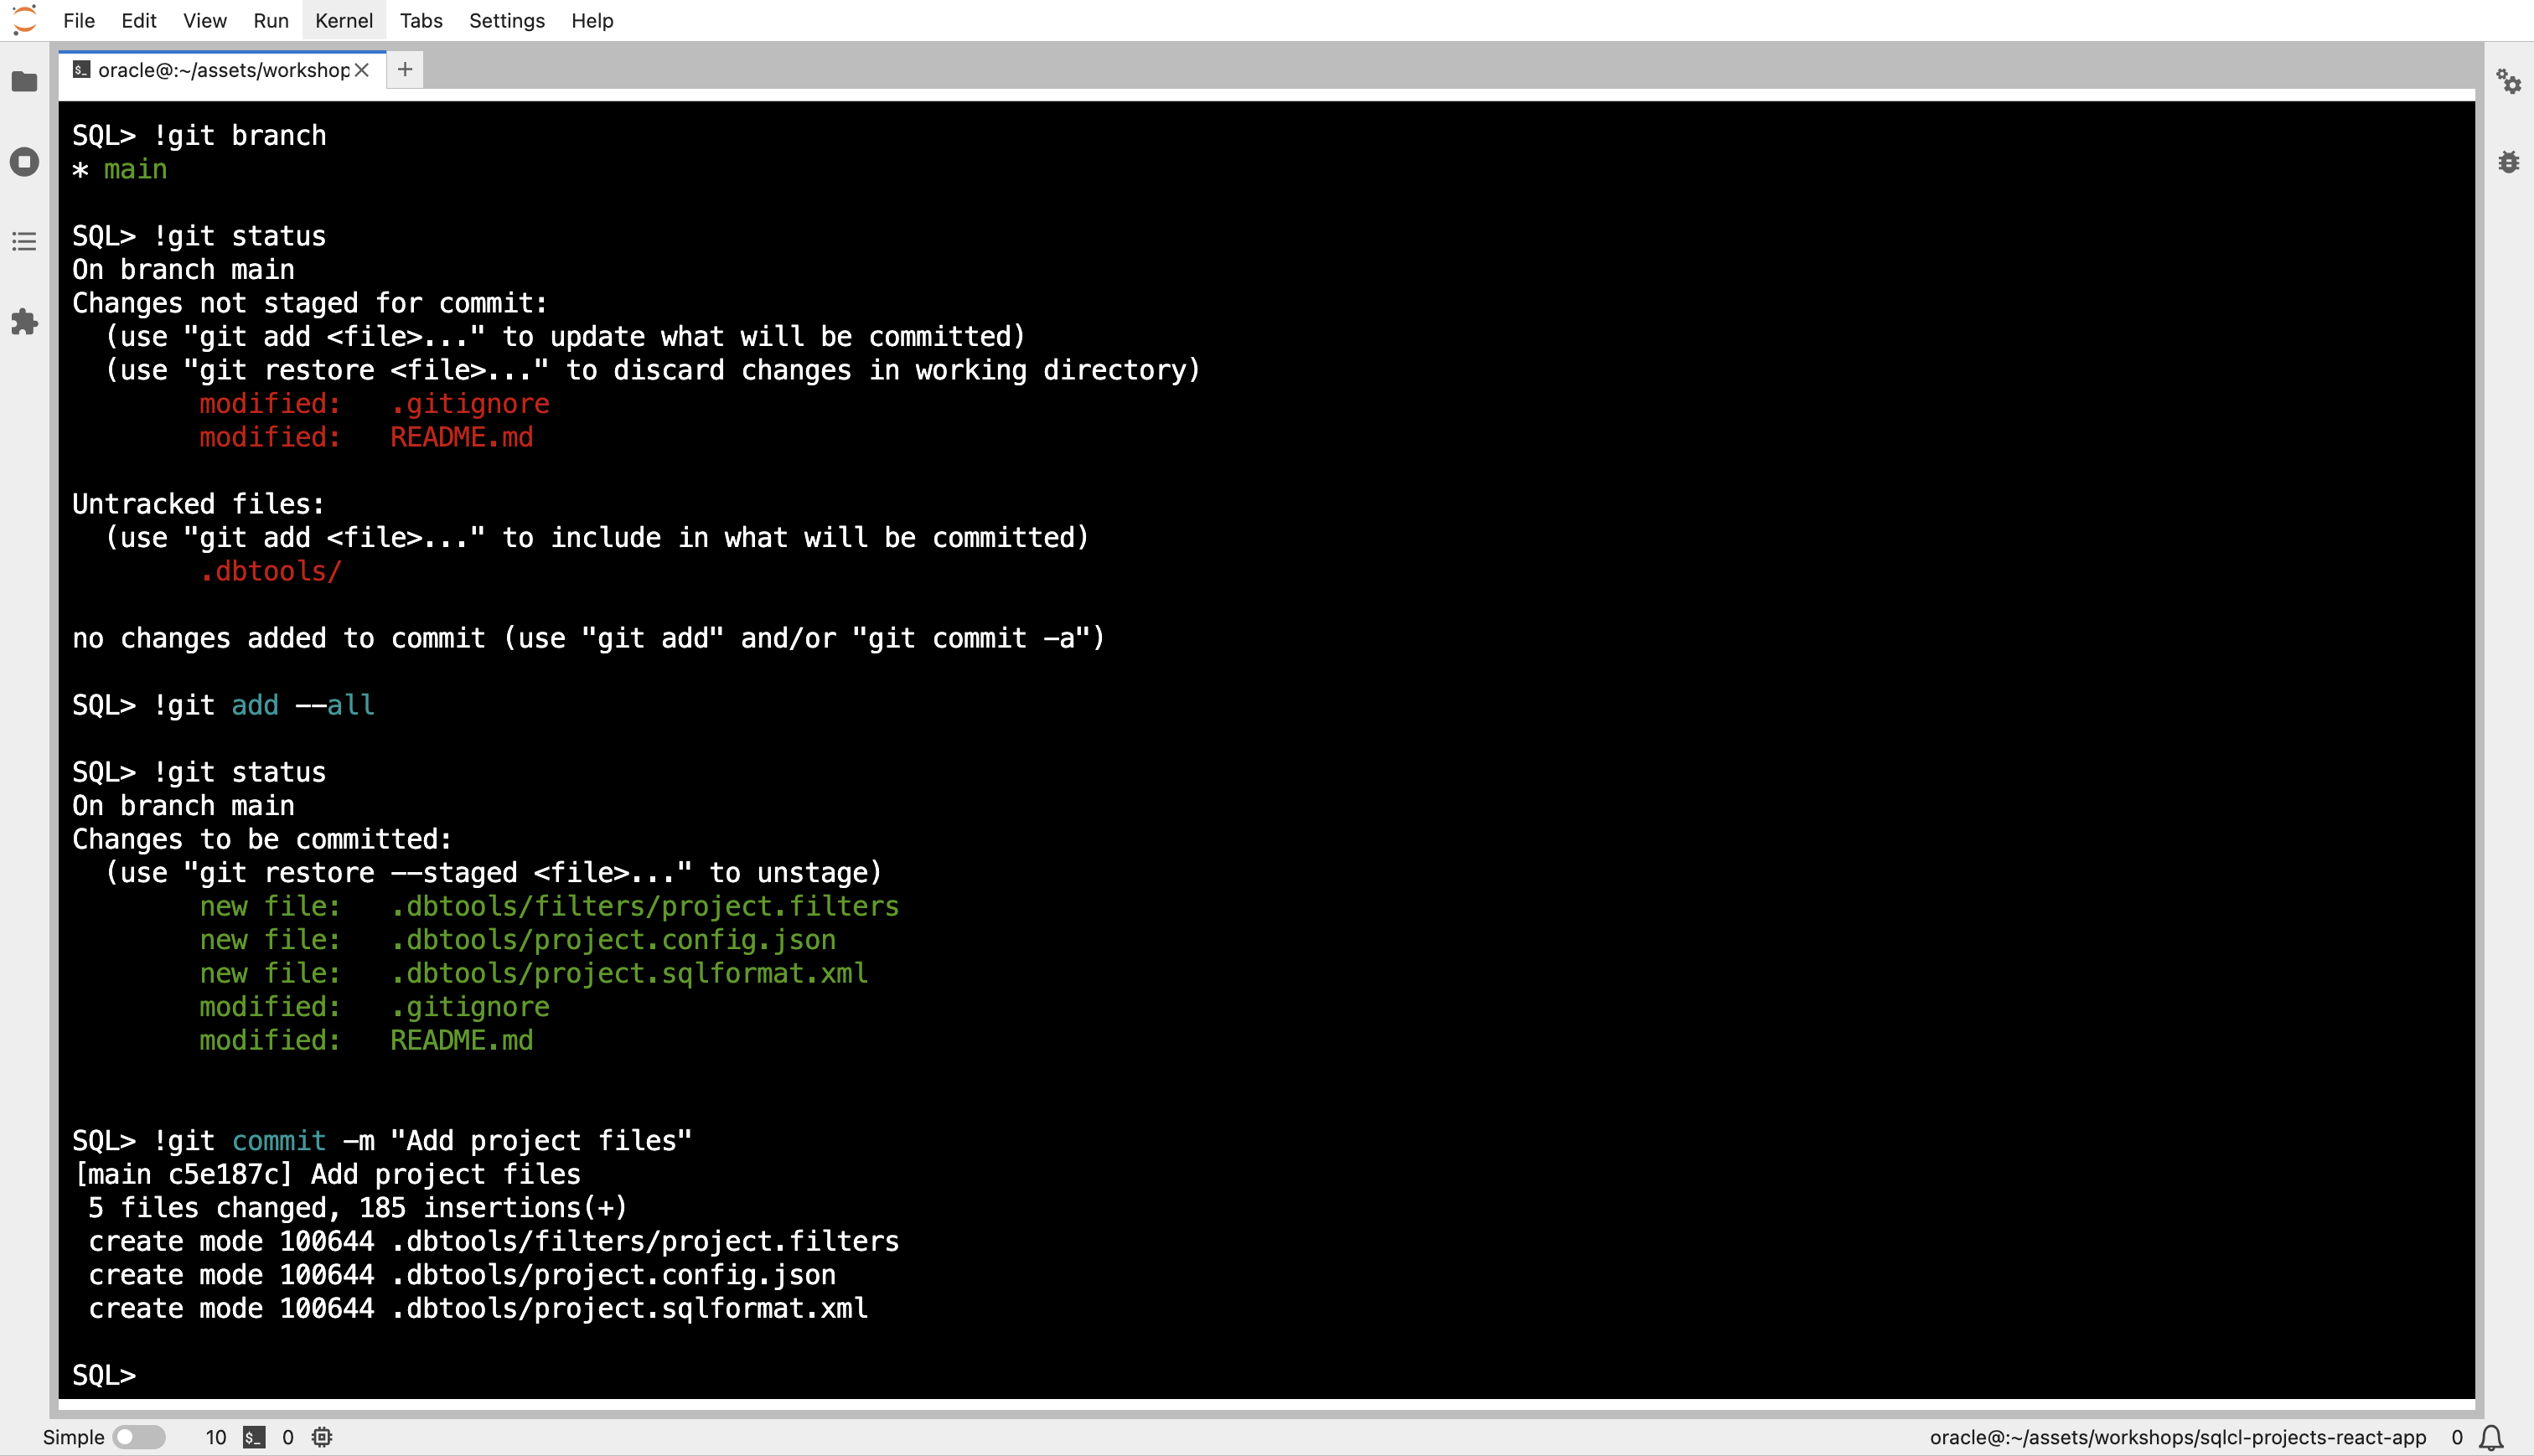 File Edit View Run Kernel Tabs Settings Help
oracle@:~/assets/workshop
SQL> !git branch
* main
SQL> !git status
On branch main
Changes not staged for commit:
  (use "git add <file>..." to update what will be committed)
  (use "git restore <file>..." to discard changes in working directory)
        modified:   .gitignore
        modified:   README.md
Untracked files:
  (use "git add <file>..." to include in what will be committed)
        .dbtools/
no changes added to commit (use "git add" and/or "git commit -a")
SQL> !git add --all
SQL> !git status
On branch main
Changes to be committed:
  (use "git restore --staged <file>..." to unstage)
        new file:   .dbtools/filters/project.filters
        new file:   .dbtools/project.config.json
        new file:   .dbtools/project.sqlformat.xml
        modified:   .gitignore
        modified:   README.md
SQL> !git commit -m "Add project files"
[main c5e187c] Add project files
 5 files changed, 185 insertions(+)
 create mode 100644 .dbtools/filters/project.filters
 create mode 100644 .dbtools/project.config.json
 create mode 100644 .dbtools/project.sqlformat.xml
SQL>
Simple 10 $_ 0 oracle@:~/assets/workshops/sqlcl-projects-react-app 0